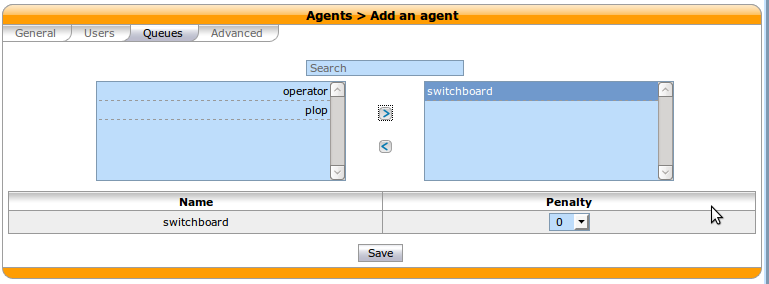 Agents > Add an agent
General Users Queues Advanced
Search
operator
plop
>
<
switchboard
Name Penalty
switchboard 0
Save